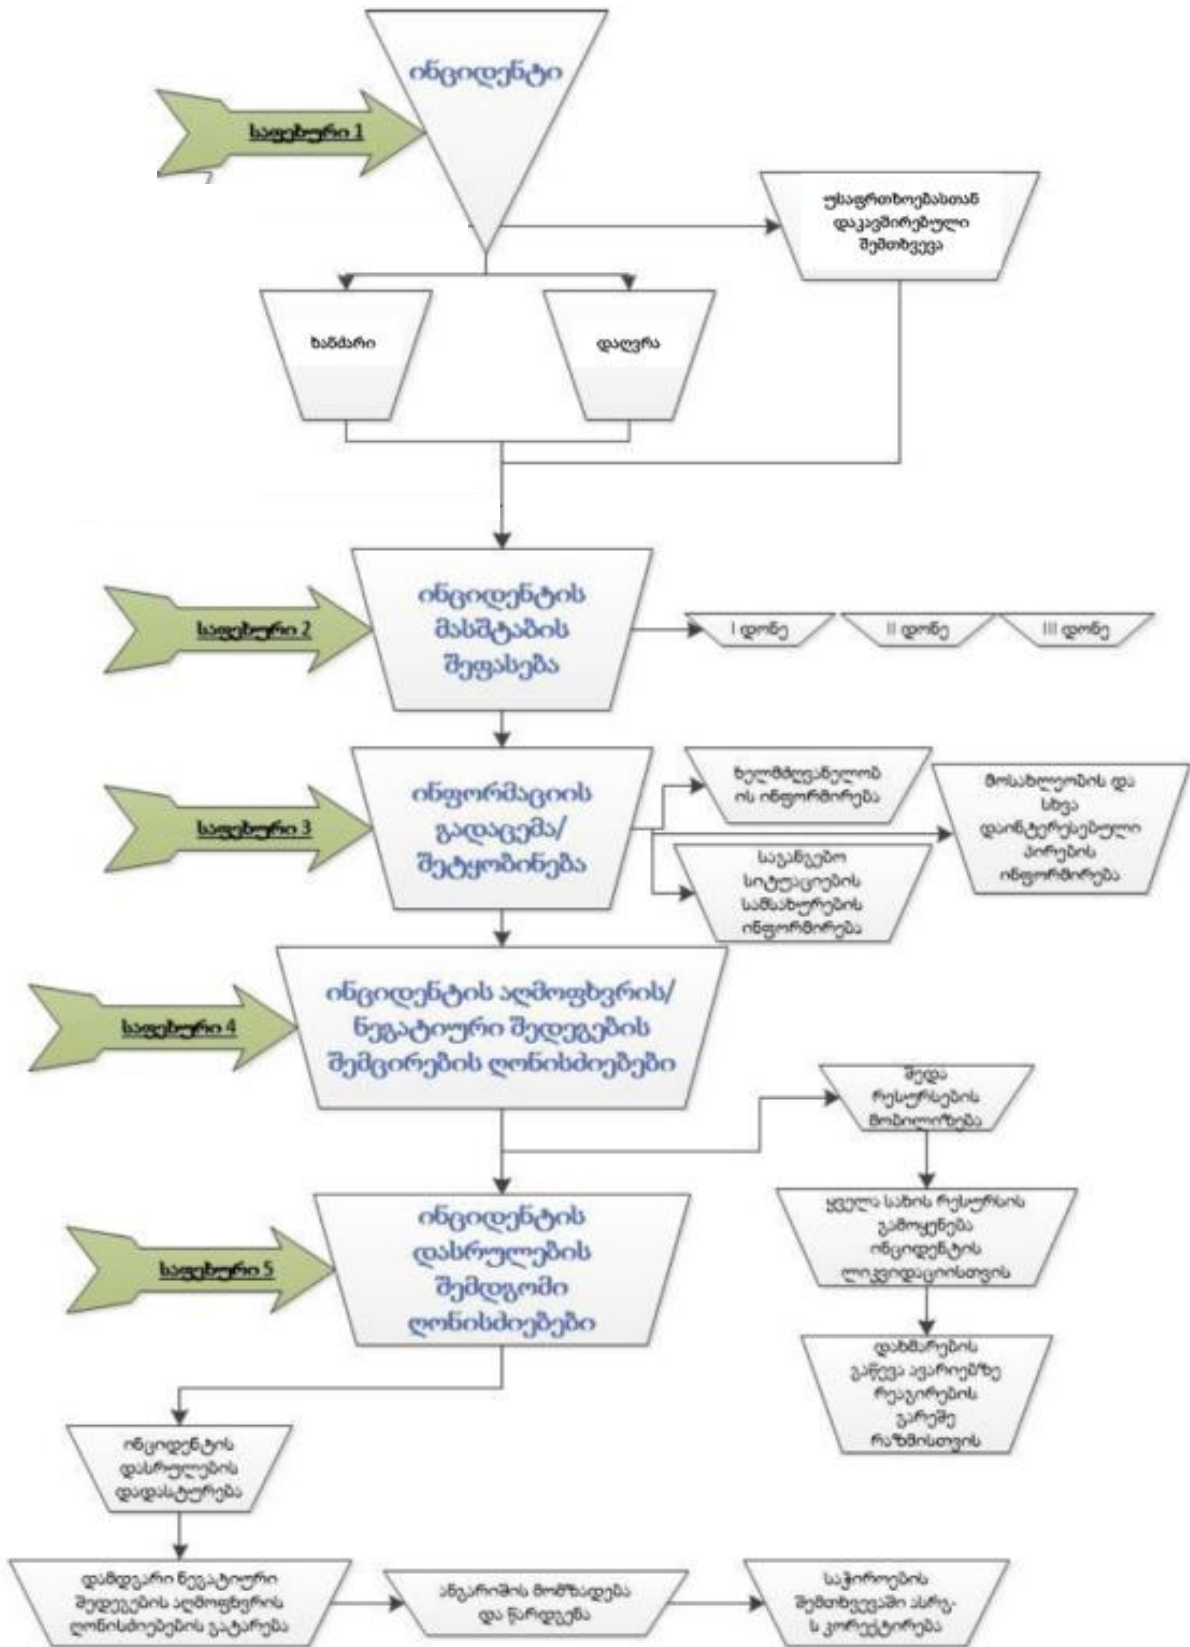 ინციდენტი
საფეხური 1
უსაფრთხოებასთან
დაკავშირებული
შემთხვევა
ხანძარი
დაღვრა
საფეხური 2
ინციდენტის
მასშტაბის
შეფასება
I დონე
II დონე
III დონე
საფეხური 3
ინფორმაციის
გადაცემა/
შეტყობინება
ხელმძღვანელობ
ის ინფორმირება
მოსახლეობის და
სხვა
დაინტერესებული
პირების
ინფორმირება
საგანგებო
სიტუაციების
სამსახურების
ინფორმირება
საფეხური 4
ინციდენტის აღმოფხვრის/
ნეგატიური შედეგების
შემცირების ღონისძიებები
შედა
რესურსების
მობილიზება
ყველა სახის რესურსის
გამოყენება
ინციდენტის
ლიკვიდაციისთვის
დახმარების
გაწევა ავარიებზე
რეაგირების
გარეშე
რაზმისთვის
საფეხური 5
ინციდენტის
დასრულების
შემდგომი
ღონისძიებები
ინციდენტის
დასრულების
დადასტურება
დამდგარი ნეგატიური
შედეგების აღმოფხვრის
ღონისძიებების გატარება
ანგარიშის მომზადება
და წარდგენა
საჭიროების
შემთხვევაში ასრგ-
ს კორექტირება